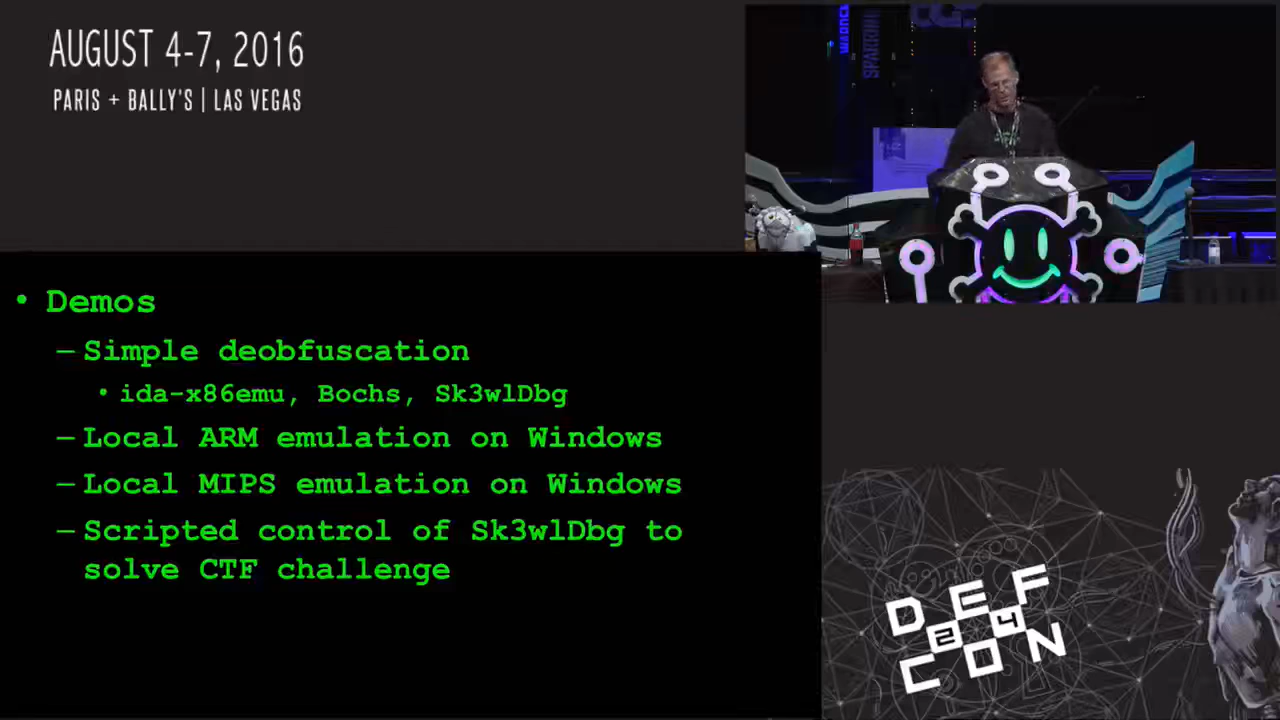 AUGUST 4-7, 2016
PARIS + BALLY'S | LAS VEGAS
• Demos
– Simple deobfuscation
• ida-x86emu, Bochs, Sk3wlDbg
– Local ARM emulation on Windows
– Local MIPS emulation on Windows
– Scripted control of Sk3wlDbg to
solve CTF challenge
DEF
24
CON